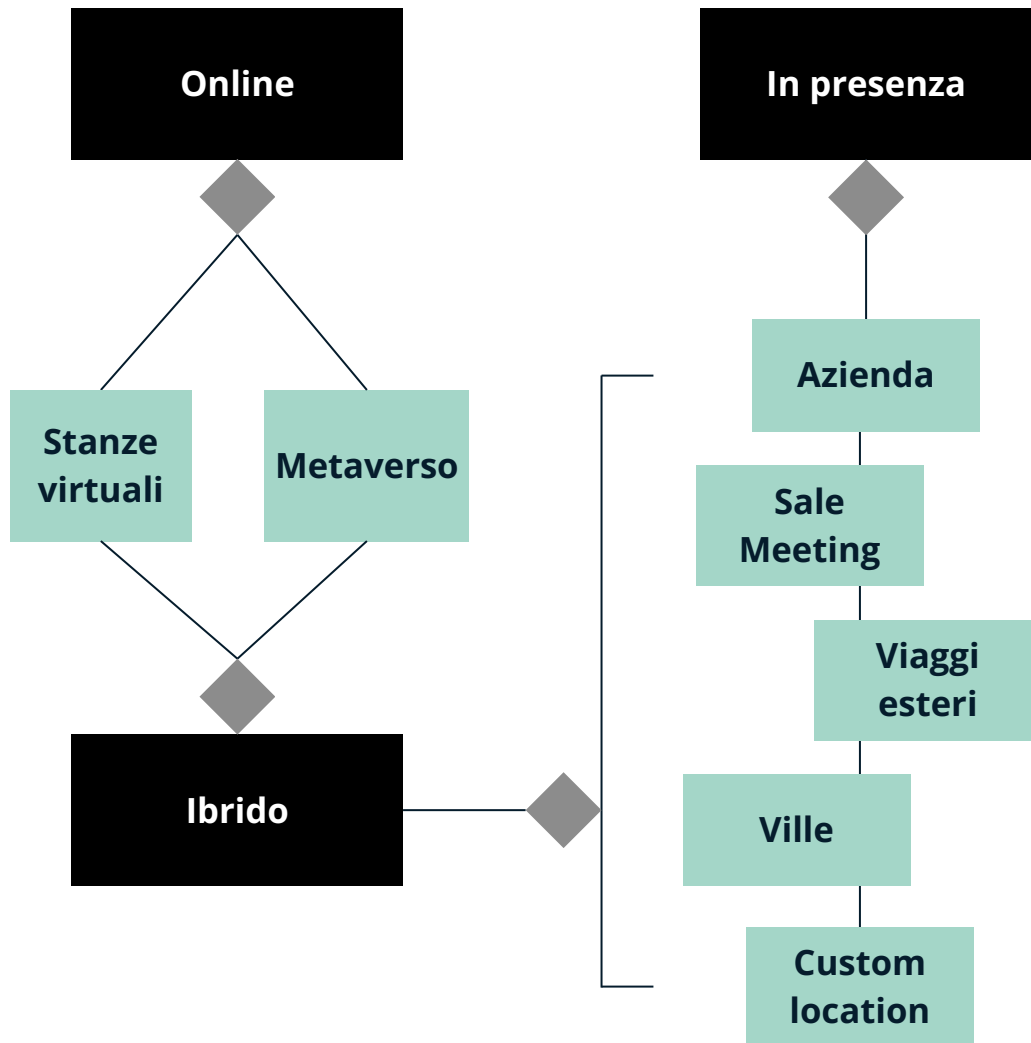 Online
In presenza
Azienda
Stanze
virtuali
Metaverso
Sale
Meeting
Viaggi
esteri
Ibrido
Ville
Custom
location